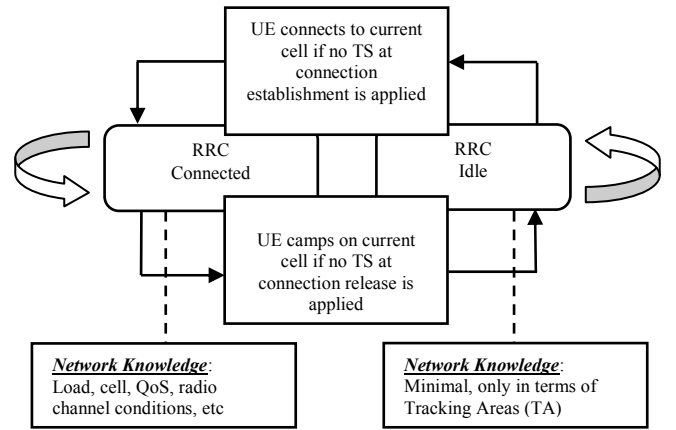 UE connects to current
cell if no TS at
connection
establishment is applied
RRC
Connected
RRC
Idle
UE camps on current
cell if no TS at
connection release is
applied
Network Knowledge:
Load, cell, QoS, radio
channel conditions, etc
Network Knowledge:
Minimal, only in terms of
Tracking Areas (TA)